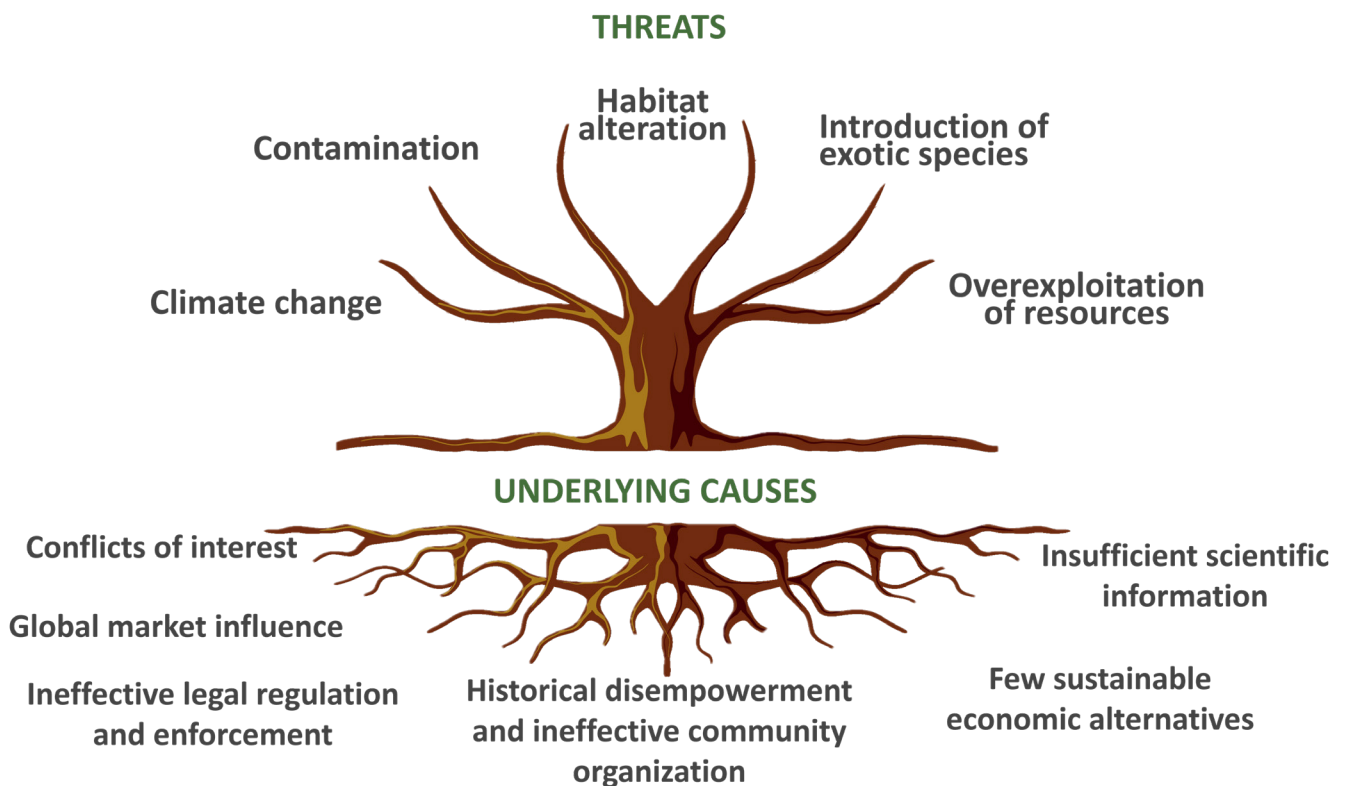 THREATS
Habitat
alteration
Contamination
Introduction of
exotic species
Climate change
Overexploitation
of resources
UNDERLYING CAUSES
Conflicts of interest
Insufficient scientific
information
Global market influence
Ineffective legal regulation
and enforcement
Historical disempowerment
and ineffective community
organization
Few sustainable
economic alternatives